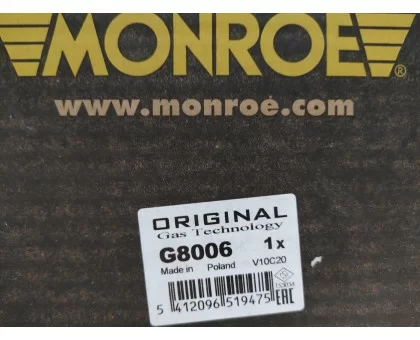 MONROE®
www.monroe.com
ORIGINAL
Gas Technology
G8006 1x
Made in Poland V10C20
5 412096 519475 EAC